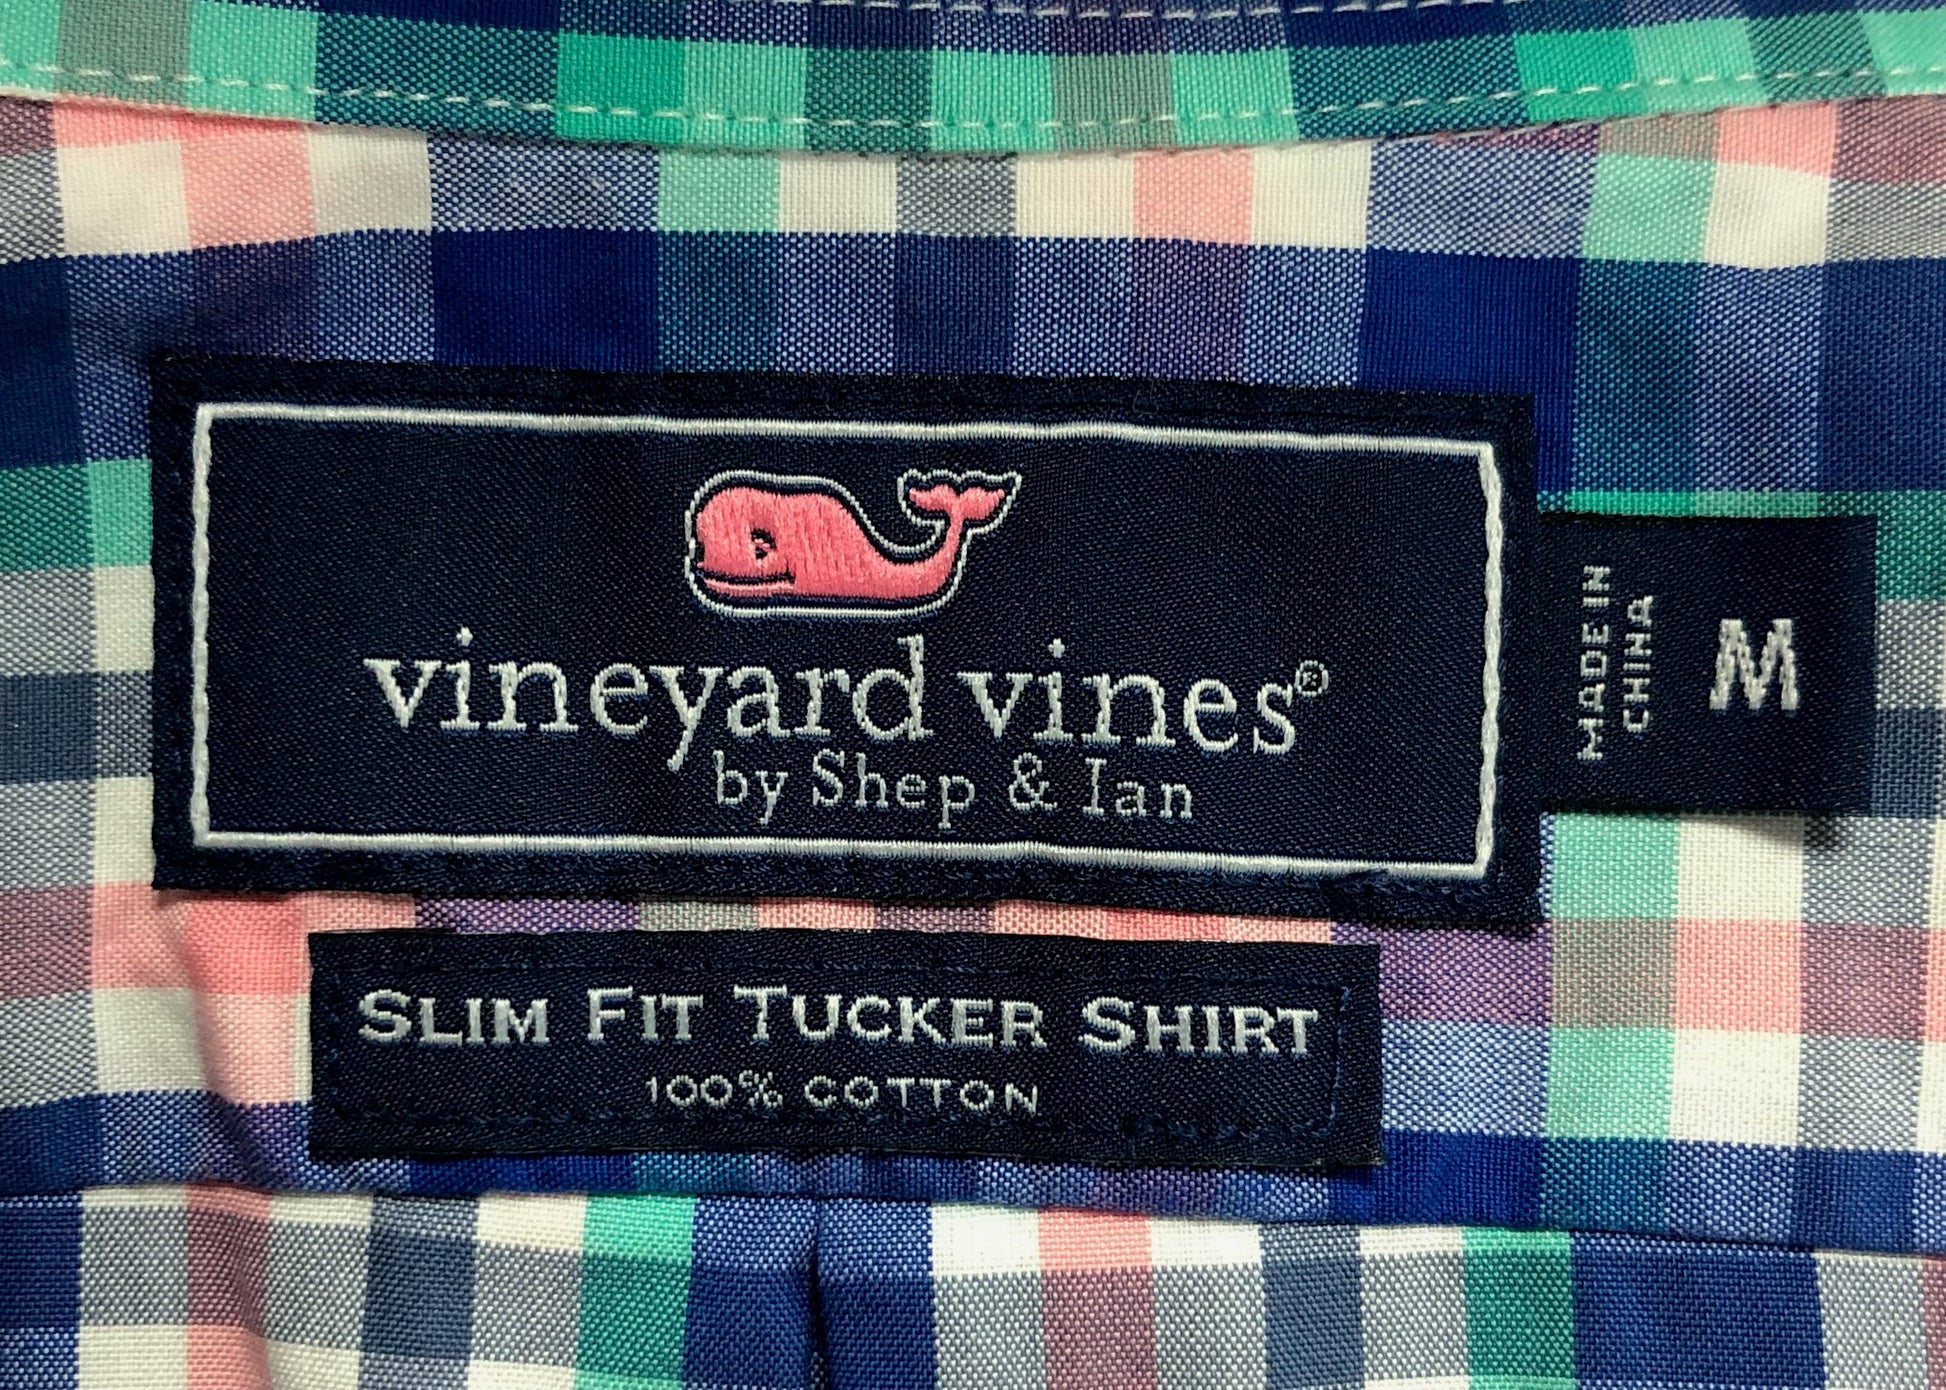 vineyard vines®
by Shep & Ian
MADE IN
CHINA
M
SLIM FIT TUCKER SHIRT
100% COTTON